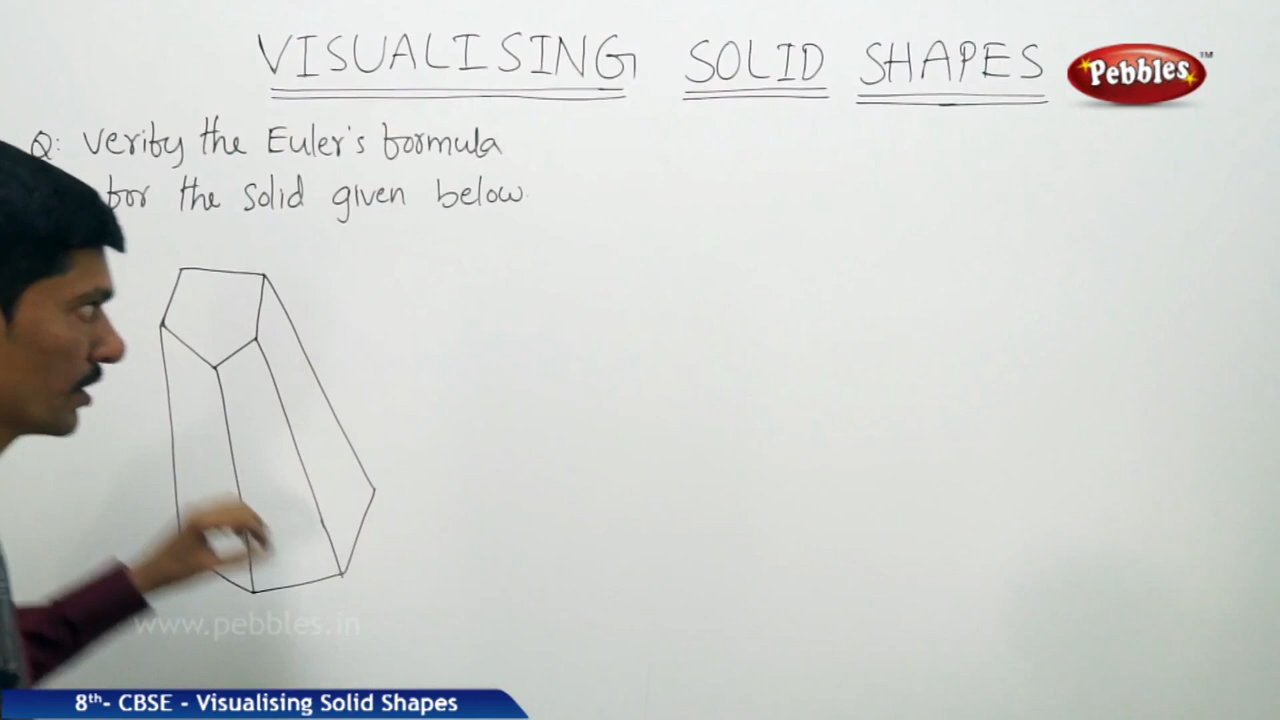 VISUALISING SOLID SHAPES
Pebbles™
Q: Verify the Euler's formula
for the solid given below.
www.pebbles.in
8th- CBSE - Visualising Solid Shapes